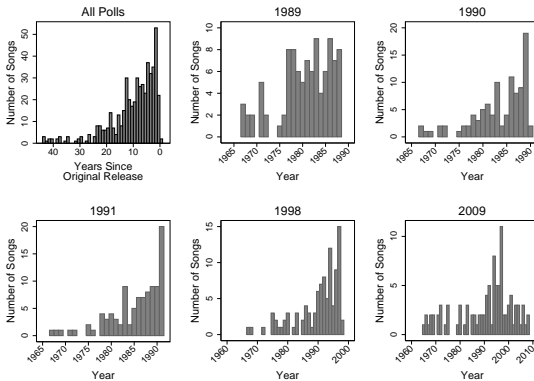 All Polls
Number of Songs
0 10 20 30 40 50
40 30 20 10 0
Years Since
Original Release
1989
Number of Songs
0 2 4 6 8 10
1965 1970 1975 1980 1985 1990
Year
1990
Number of Songs
0 5 10 15 20
1965 1970 1975 1980 1985 1990
Year
1991
Number of Songs
0 5 10 15 20
1965 1970 1975 1980 1985 1990
Year
1998
Number of Songs
0 5 10 15
1960 1970 1980 1990 2000
Year
2009
Number of Songs
0 5 10
1960 1970 1980 1990 2000 2010
Year